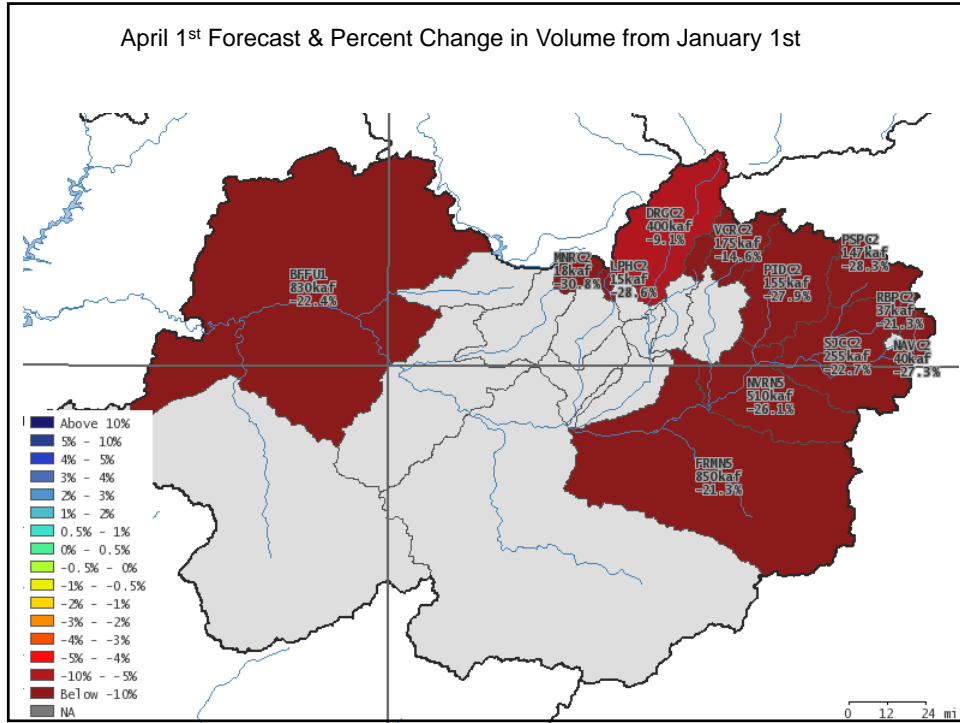 April 1st Forecast & Percent Change in Volume from January 1st
DRGC2
400kaf
-9.1%
VCRC2
175kaf
-14.6%
PSPC2
147kaf
-28.3%
MNRC2
18kaf
-30.8%
LPHC2
15kaf
-28.6%
PIDC2
155kaf
-27.9%
BFFU1
830kaf
-22.4%
RBPC2
37kaf
-21.3%
SJCC2
255kaf
-22.7%
NAVC2
40kaf
-27.3%
NVRN5
510kaf
-26.1%
FRMN5
850kaf
-21.3%
Above 10%
5% - 10%
4% - 5%
3% - 4%
2% - 3%
1% - 2%
0.5% - 1%
0% - 0.5%
-0.5% - 0%
-1% - -0.5%
-2% - -1%
-3% - -2%
-4% - -3%
-5% - -4%
-10% - -5%
Below -10%
NA
0 12 24 mi